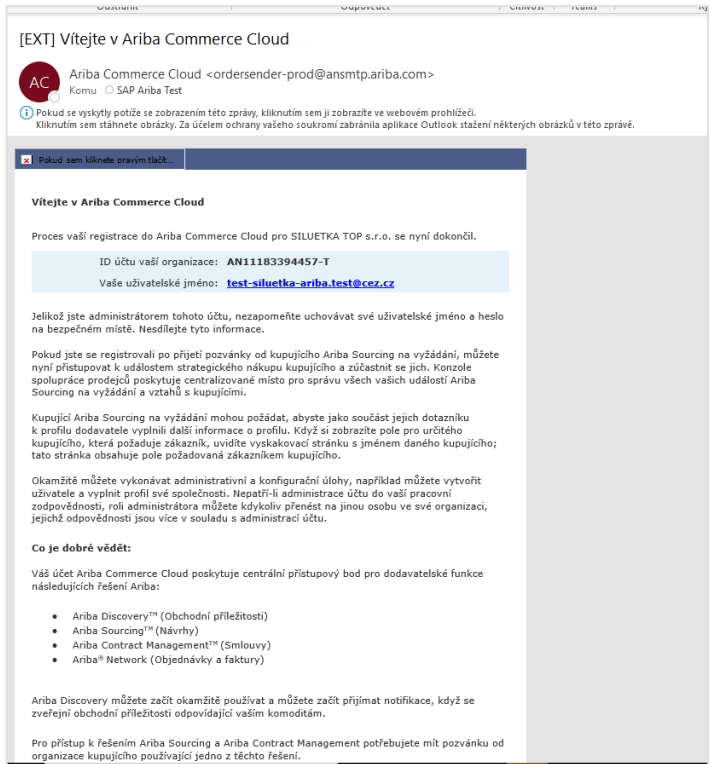 Odstranit Odpovědět Citlivost Teams
[EXT] Vítejte v Ariba Commerce Cloud
AC
Ariba Commerce Cloud <ordersender-prod@ansmtp.ariba.com>
Komu SAP Ariba Test
Pokud se vyskytly potíže se zobrazením této zprávy, kliknutím sem ji zobrazíte ve webovém prohlížeči.
Kliknutím sem stáhnete obrázky. Za účelem ochrany vašeho soukromí zabránila aplikace Outlook stažení některých obrázků v této zprávě.
Pokud sem kliknete pravým tlačít...
Vítejte v Ariba Commerce Cloud
Proces vaší registrace do Ariba Commerce Cloud pro SILUETKA TOP s.r.o. se nyní dokončil.
ID účtu vaší organizace: AN11183394457-T
Vaše uživatelské jméno: test-siluetka-ariba.test@cez.cz
Jelikož jste administrátorem tohoto účtu, nezapomeňte uchovávat své uživatelské jméno a heslo
na bezpečném místě. Nesdílejte tyto informace.
Pokud jste se registrovali po přijetí pozvánky od kupujícího Ariba Sourcing na vyžádání, můžete
nyní přistupovat k událostem strategického nákupu kupujícího a zúčastnit se jich. Konzole
spolupráce prodejců poskytuje centralizované místo pro správu všech vašich událostí Ariba
Sourcing na vyžádání a vztahů s kupujícími.
Kupující Ariba Sourcing na vyžádání mohou požádat, abyste jako součást jejich dotazníku
k profilu dodavatele vyplnili další informace o profilu. Když si zobrazíte pole pro určitého
kupujícího, která požaduje zákazník, uvidíte vyskakovací stránku s jménem daného kupujícího;
tato stránka obsahuje pole požadovaná zákazníkem kupujícího.
Okamžitě můžete vykonávat administrativní a konfigurační úlohy, například můžete vytvořit
uživatele a vyplnit profil své společnosti. Nepatří-li administrace účtu do vaší pracovní
zodpovědnosti, roli administrátora můžete kdykoliv přenést na jinou osobu ve své organizaci,
jejichž odpovědnosti jsou více v souladu s administrací účtu.
Co je dobré vědět:
Váš účet Ariba Commerce Cloud poskytuje centrální přístupový bod pro dodavatelské funkce
následujících řešení Ariba:
• Ariba Discovery™ (Obchodní příležitosti)
• Ariba Sourcing™ (Návrhy)
• Ariba Contract Management™ (Smlouvy)
• Ariba® Network (Objednávky a faktury)
Ariba Discovery můžete začít okamžitě používat a můžete začít přijímat notifikace, když se
zveřejní obchodní příležitosti odpovídající vaším komoditám.
Pro přístup k řešením Ariba Sourcing a Ariba Contract Management potřebujete mít pozvánku od
organizace kupujícího používající jedno z těchto řešení.